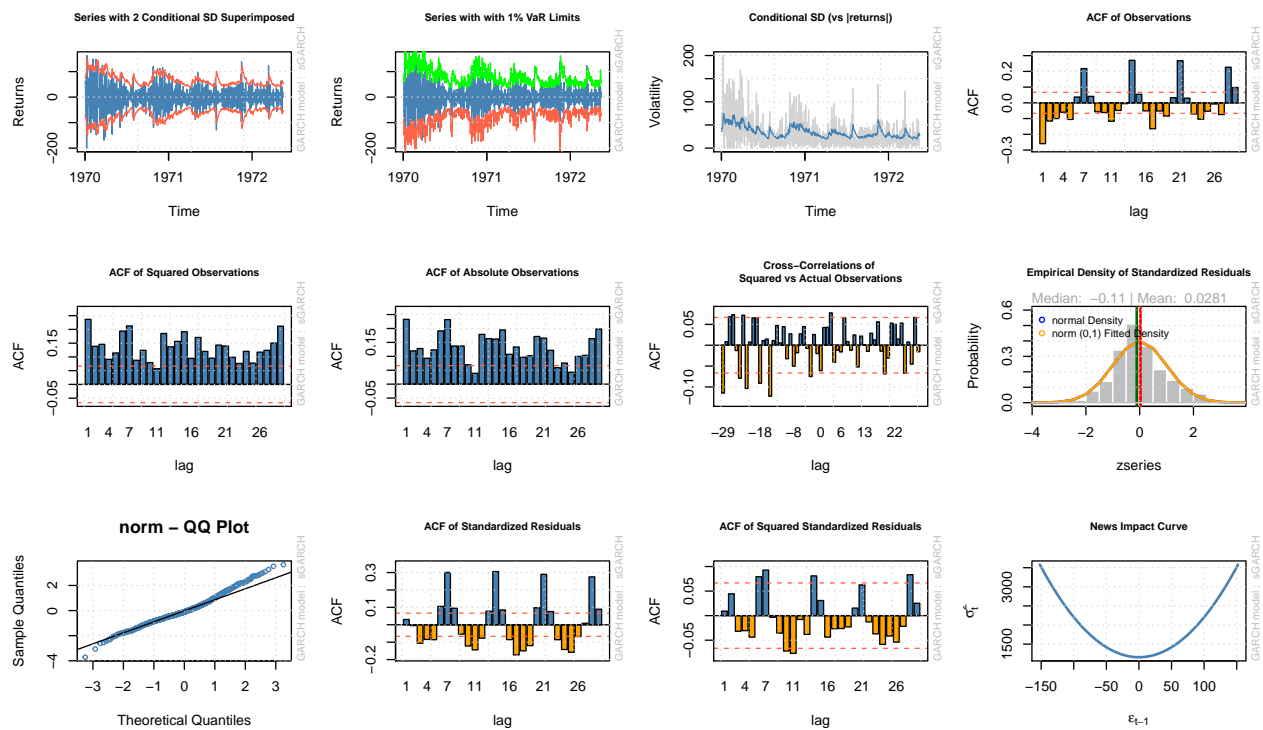 Series with 2 Conditional SD Superimposed
Returns
−200
0
1970
1971
1972
Time
GARCH model : sGARCH
Series with with 1% VaR Limits
Returns
−200
0
1970
1971
1972
Time
GARCH model : sGARCH
Conditional SD (vs |returns|)
Volatility
0
50
100
200
1970
1971
1972
Time
GARCH model : sGARCH
ACF of Observations
ACF
−0.3
0.0
0.2
1 4 7 11 16 21 26
lag
GARCH model : sGARCH
ACF of Squared Observations
ACF
−0.05
0.15
1 4 7 11 16 21 26
lag
GARCH model : sGARCH
ACF of Absolute Observations
ACF
−0.05
0.15
1 4 7 11 16 21 26
lag
GARCH model : sGARCH
Cross−Correlations of
Squared vs Actual Observations
ACF
−0.10
0.05
−29 −18 −8 0 6 13 22
lag
GARCH model : sGARCH
Empirical Density of Standardized Residuals
Median: −0.11 | Mean: 0.0281
normal Density
norm (0,1) Fitted Density
Probability
0.0
0.3
0.6
−4 −2 0 2
zseries
GARCH model : sGARCH
norm − QQ Plot
Sample Quantiles
−4
−2
0
2
−3 −2 −1 0 1 2 3
Theoretical Quantiles
GARCH model : sGARCH
ACF of Standardized Residuals
ACF
−0.2
0.1
0.3
1 4 7 11 16 21 26
lag
GARCH model : sGARCH
ACF of Squared Standardized Residuals
ACF
−0.05
0.05
1 4 7 11 16 21 26
lag
GARCH model : sGARCH
News Impact Curve
1500
3000
−150 −50 0 50 100
εt−1
GARCH model : sGARCH